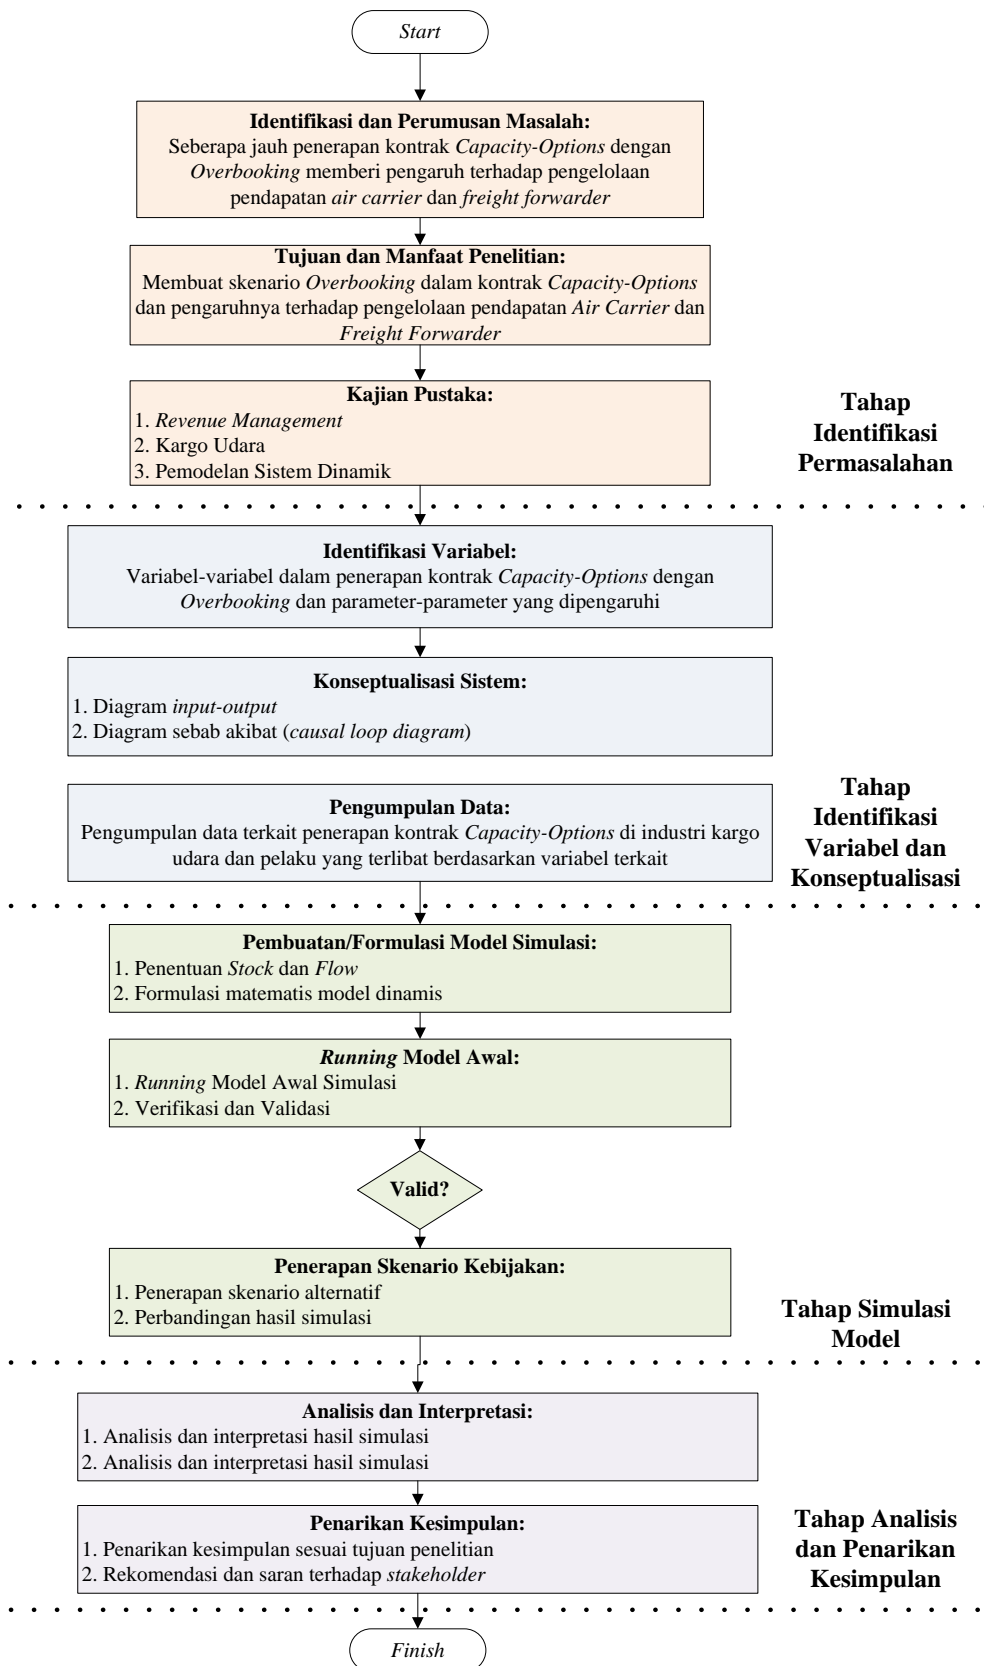 Start
Identifikasi dan Perumusan Masalah:
Seberapa jauh penerapan kontrak Capacity-Options dengan
Overbooking memberi pengaruh terhadap pengelolaan
pendapatan air carrier dan freight forwarder
Tujuan dan Manfaat Penelitian:
Membuat skenario Overbooking dalam kontrak Capacity-Options
dan pengaruhnya terhadap pengelolaan pendapatan Air Carrier dan
Freight Forwarder
Kajian Pustaka:
1. Revenue Management
2. Kargo Udara
3. Pemodelan Sistem Dinamik
Tahap
Identifikasi
Permasalahan
Identifikasi Variabel:
Variabel-variabel dalam penerapan kontrak Capacity-Options dengan
Overbooking dan parameter-parameter yang dipengaruhi
Konseptualisasi Sistem:
1. Diagram input-output
2. Diagram sebab akibat (causal loop diagram)
Pengumpulan Data:
Pengumpulan data terkait penerapan kontrak Capacity-Options di industri kargo
udara dan pelaku yang terlibat berdasarkan variabel terkait
Tahap
Identifikasi
Variabel dan
Konseptualisasi
Pembuatan/Formulasi Model Simulasi:
1. Penentuan Stock dan Flow
2. Formulasi matematis model dinamis
Running Model Awal:
1. Running Model Awal Simulasi
2. Verifikasi dan Validasi
Valid?
Penerapan Skenario Kebijakan:
1. Penerapan skenario alternatif
2. Perbandingan hasil simulasi
Tahap Simulasi
Model
Analisis dan Interpretasi:
1. Analisis dan interpretasi hasil simulasi
2. Analisis dan interpretasi hasil simulasi
Penarikan Kesimpulan:
1. Penarikan kesimpulan sesuai tujuan penelitian
2. Rekomendasi dan saran terhadap stakeholder
Tahap Analisis
dan Penarikan
Kesimpulan
Finish